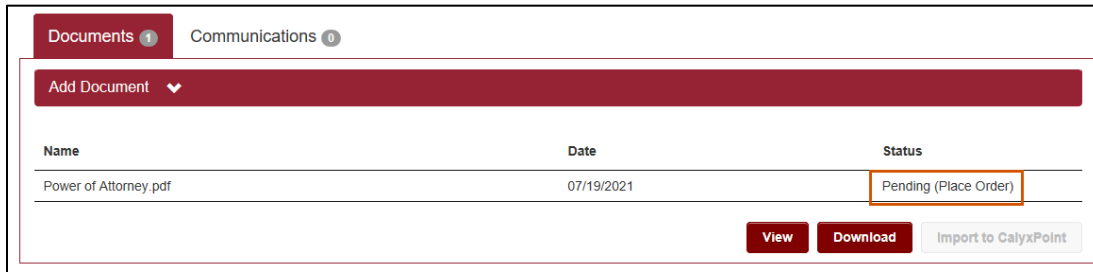 Documents 1 Communications 0
Add Document
Name Date Status
Power of Attorney.pdf 07/19/2021 Pending (Place Order)
View Download Import to CalyxPoint